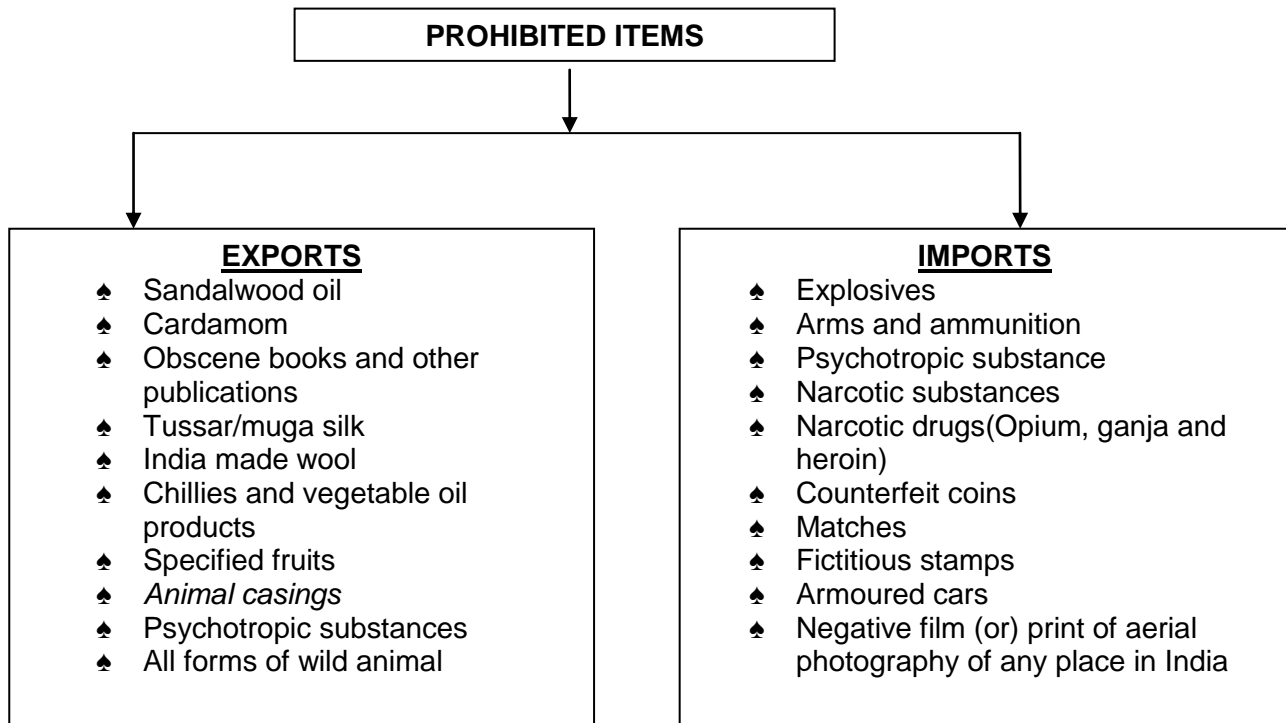 PROHIBITED ITEMS
EXPORTS
♠ Sandalwood oil
♠ Cardamom
♠ Obscene books and other
publications
♠ Tussar/muga silk
♠ India made wool
♠ Chillies and vegetable oil
products
♠ Specified fruits
♠ Animal casings
♠ Psychotropic substances
♠ All forms of wild animal
IMPORTS
♠ Explosives
♠ Arms and ammunition
♠ Psychotropic substance
♠ Narcotic substances
♠ Narcotic drugs(Opium, ganja and
heroin)
♠ Counterfeit coins
♠ Matches
♠ Fictitious stamps
♠ Armoured cars
♠ Negative film (or) print of aerial
photography of any place in India